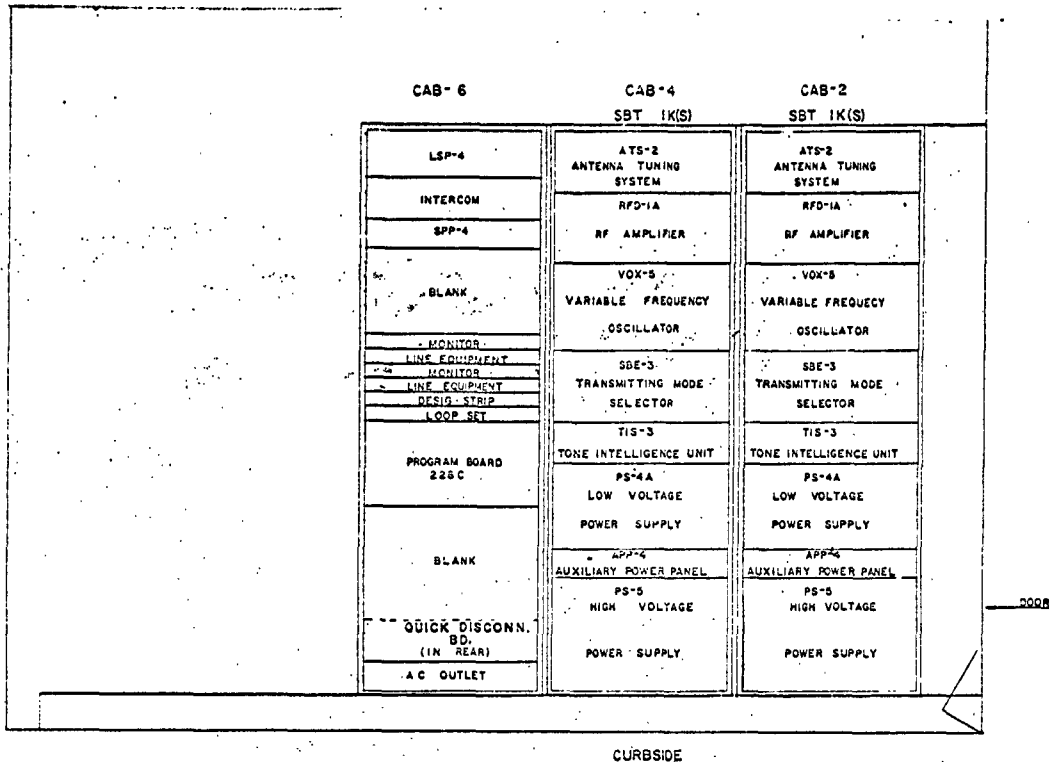 CAB-6
LSP-4
INTERCOM
SPP-4
BLANK
MONITOR
LINE EQUIPMENT
MONITOR
LINE EQUIPMENT
DESIG. STRIP
LOOP SET
PROGRAM BOARD
226C
BLANK
QUICK DISCONN.
BD.
(IN REAR)
AC OUTLET
CAB-4
SBT 1K(S)
ATS-2
ANTENNA TUNING
SYSTEM
RFD-1A
RF AMPLIFIER
VOX-5
VARIABLE FREQUENCY
OSCILLATOR
SBE-3
TRANSMITTING MODE
SELECTOR
TIS-3
TONE INTELLIGENCE UNIT
PS-4A
LOW VOLTAGE
POWER SUPPLY
APP-4
AUXILIARY POWER PANEL
PS-5
HIGH VOLTAGE
POWER SUPPLY
CAB-2
SBT 1K(S)
ATS-2
ANTENNA TUNING
SYSTEM
RFD-1A
RF AMPLIFIER
VOX-5
VARIABLE FREQUECY
OSCILLATOR
SBE-3
TRANSMITTING MODE
SELECTOR
TIS-3
TONE INTELLIGENCE UNIT
PS-4A
LOW VOLTAGE
POWER SUPPLY
APP-4
AUXILIARY POWER PANEL
PS-5
HIGH VOLTAGE
POWER SUPPLY
DOOR
CURBSIDE